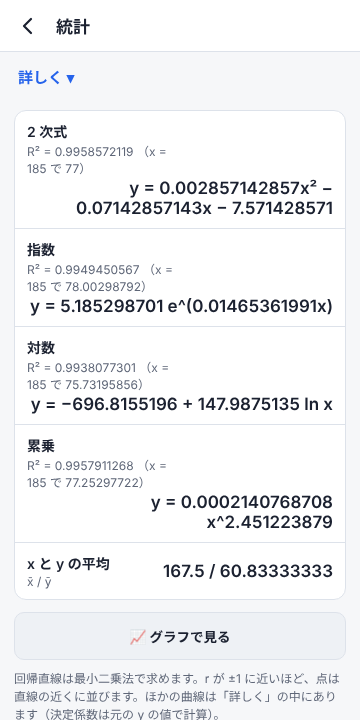 統計
詳しく ▾
2 次式
R² = 0.9958572119 （x =
185 で 77）
y = 0.002857142857x² −
0.07142857143x − 7.571428571
指数
R² = 0.9949450567 （x =
185 で 78.00298792）
y = 5.185298701 e^(0.01465361991x)
対数
R² = 0.9938077301 （x =
185 で 75.73195856）
y = −696.8155196 + 147.9875135 ln x
累乗
R² = 0.9957911268 （x =
185 で 77.25297722）
y = 0.0002140768708
x^2.451223879
x と y の平均
x̄ / ȳ
167.5 / 60.83333333
📈 グラフで見る
回帰直線は最小二乗法で求めます。r が ±1 に近いほど、点は
直線の近くに並びます。ほかの曲線は「詳しく」の中にあり
ます（決定係数は元の y の値で計算）。